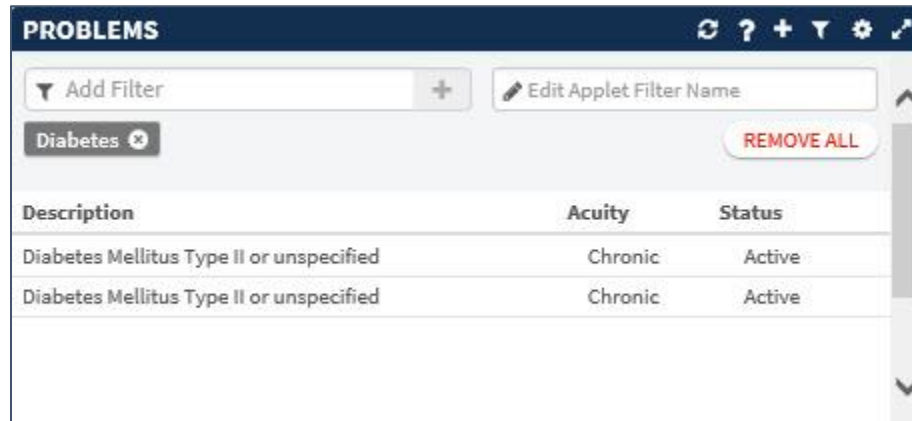 PROBLEMS ?
Add Filter Edit Applet Filter Name
Diabetes REMOVE ALL
Description Acuity Status
Diabetes Mellitus Type II or unspecified Chronic Active
Diabetes Mellitus Type II or unspecified Chronic Active